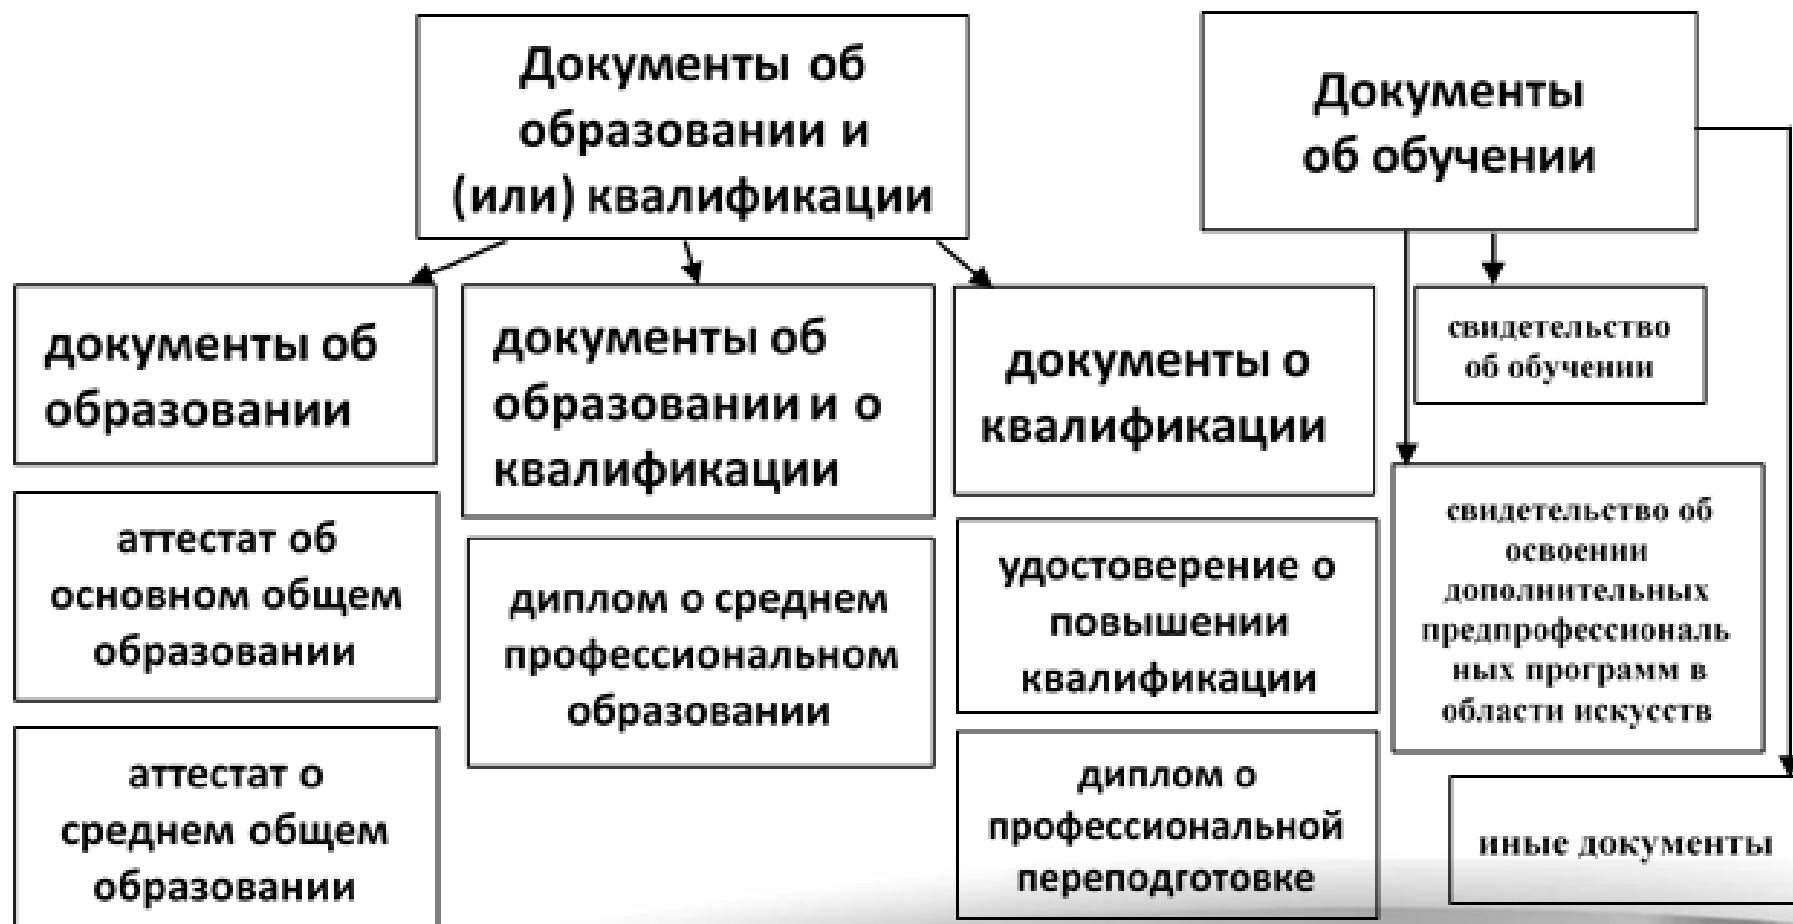 Документы об
образовании и
(или) квалификации
Документы
об обучении
документы об
образовании
документы об
образовании и о
квалификации
документы о
квалификации
свидетельство
об обучении
аттестат об
основном общем
образовании
диплом о среднем
профессиональном
образовании
удостоверение о
повышении
квалификации
свидетельство об
освоении
дополнительных
предпрофессиональ
ных программ в
области искусств
аттестат о
среднем общем
образовании
диплом о
профессиональной
переподготовке
иные документы